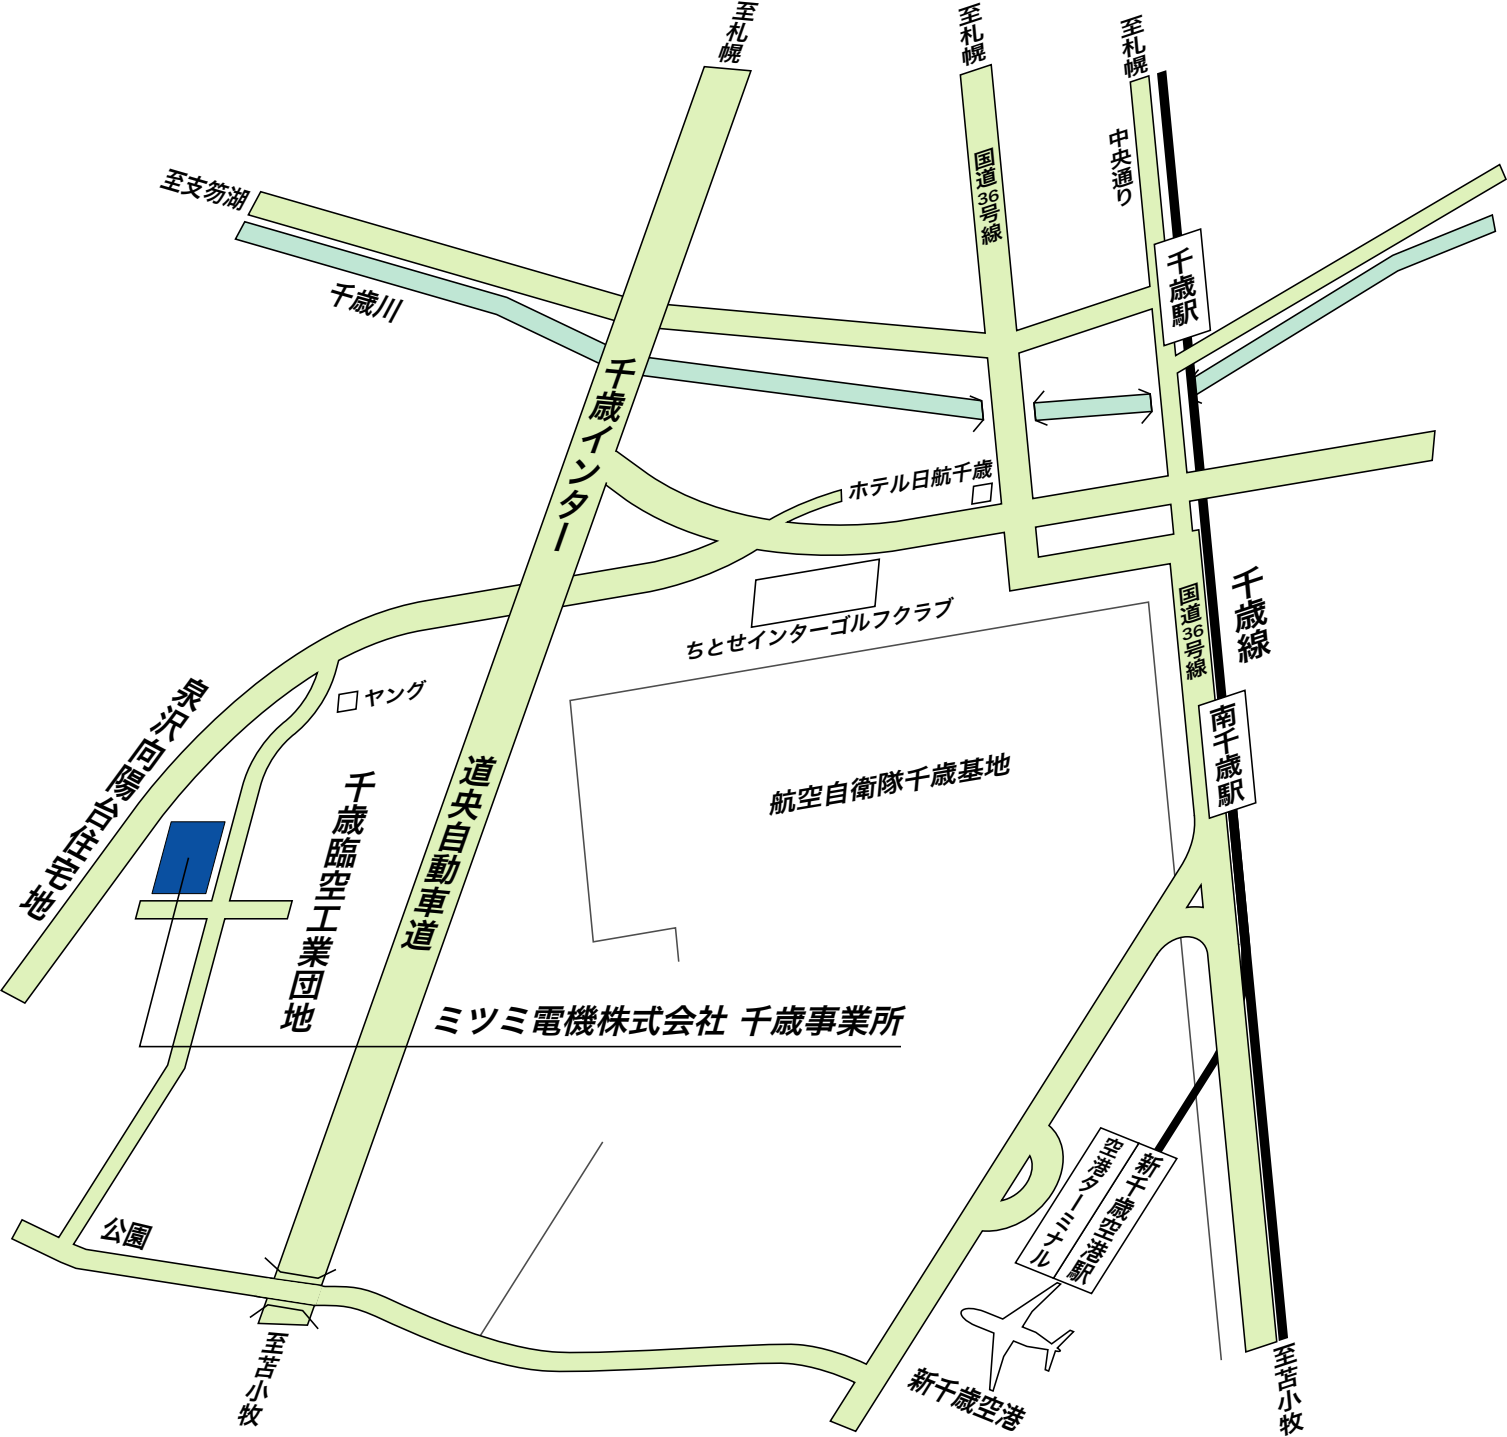 至札幌
至札幌
至札幌
中央通り
国道36号線
至支笏湖
千歳川
千歳駅
千歳インター
ホテル日航千歳
ちとせインターゴルフクラブ
国道36号線
千歳線
泉沢向陽台住宅地
ヤング
南千歳駅
千歳臨空工業団地
道央自動車道
航空自衛隊千歳基地
ミツミ電機株式会社 千歳事業所
空港ターミナル
新千歳空港駅
公園
至苫小牧
新千歳空港
至苫小牧